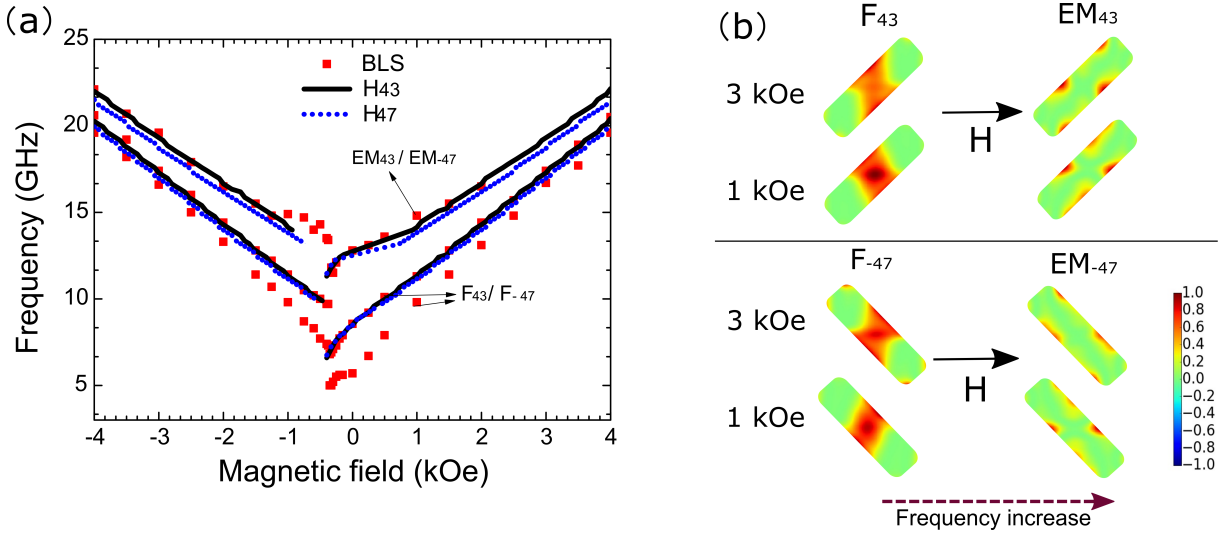 (a)
25
20
15
10
5
Frequency (GHz)
BLS
H43
H47
EM43 / EM-47
F43/ F- 47
-4 -3 -2 -1 0 1 2 3 4
Magnetic field (kOe)
(b)
F43 EM43
3 kOe
H
1 kOe
F-47 EM-47
3 kOe
H
1 kOe
1.0
0.8
0.6
0.4
0.2
0.0
−0.2
−0.4
−0.6
−0.8
−1.0
Frequency increase